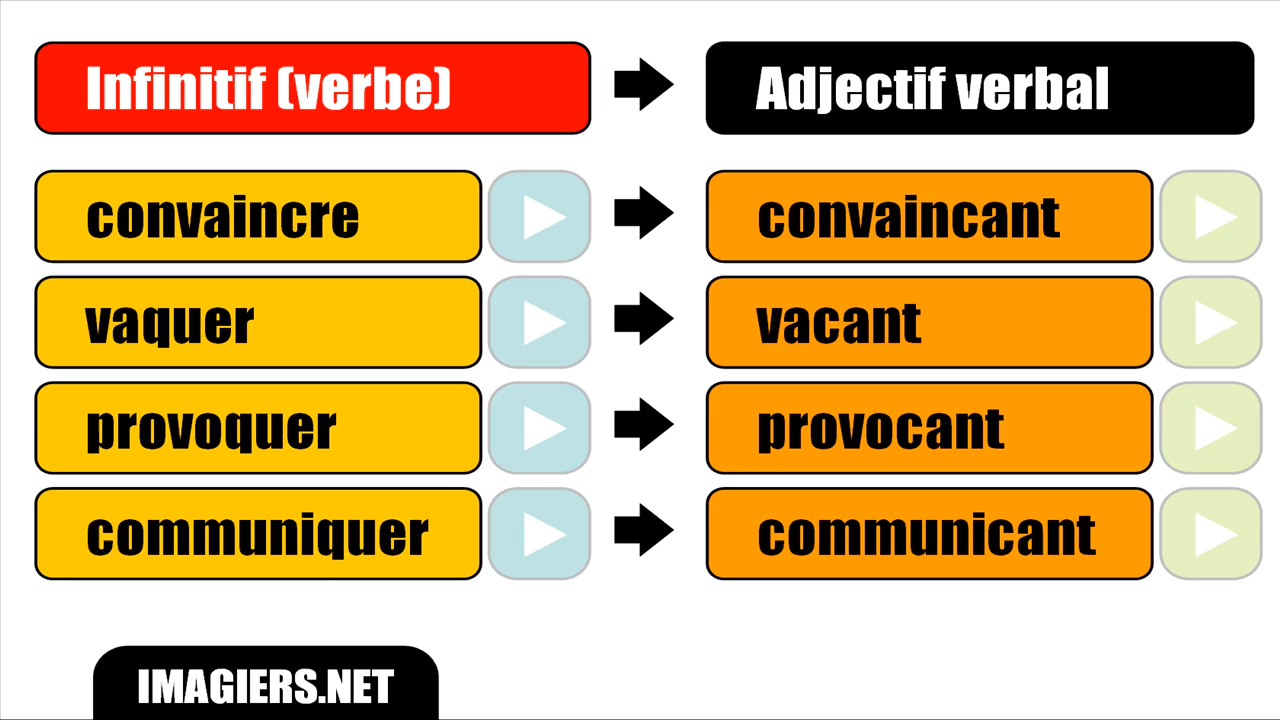 Infinitif (verbe) Adjectif verbal
convaincre convaincant
vaquer vacant
provoquer provocant
communiquer communicant
IMAGIERS.NET